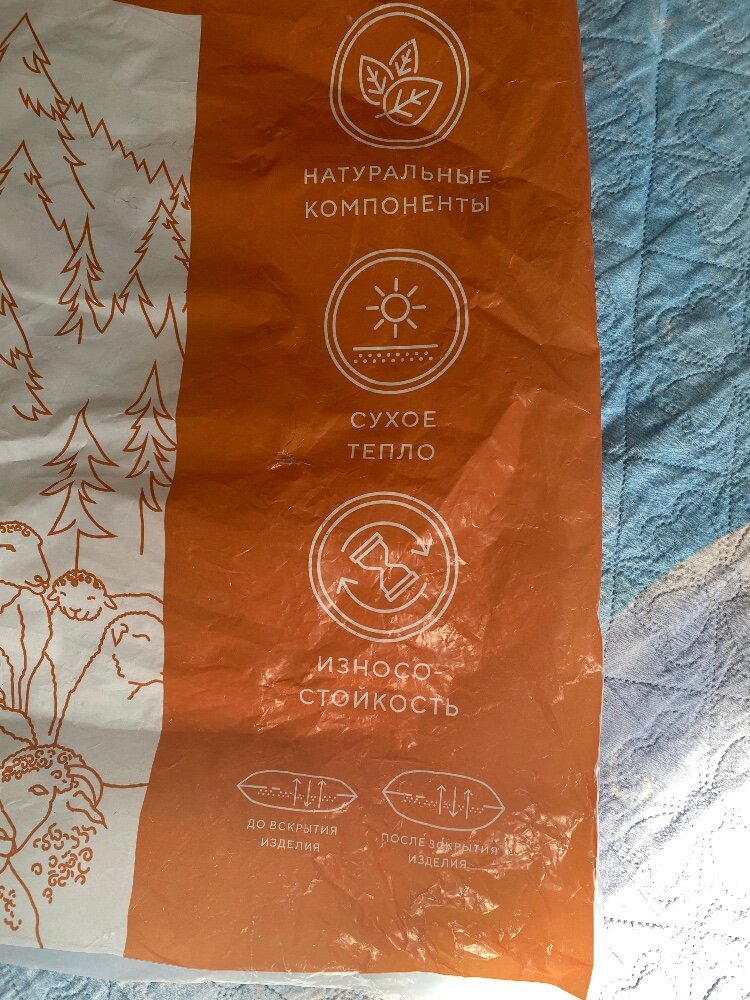 НАТУРАЛЬНЫЕ
КОМПОНЕНТЫ
СУХОЕ
ТЕПЛО
ИЗНОСО-
СТОЙКОСТЬ
ДО ВСКРЫТИЯ
ИЗДЕЛИЯ
ПОСЛЕ ВСКРЫТИЯ
ИЗДЕЛИЯ